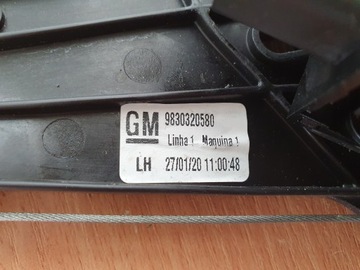 GM 9830320580
Linha 1 Maquina 1
LH 27/01/20 11:00:48